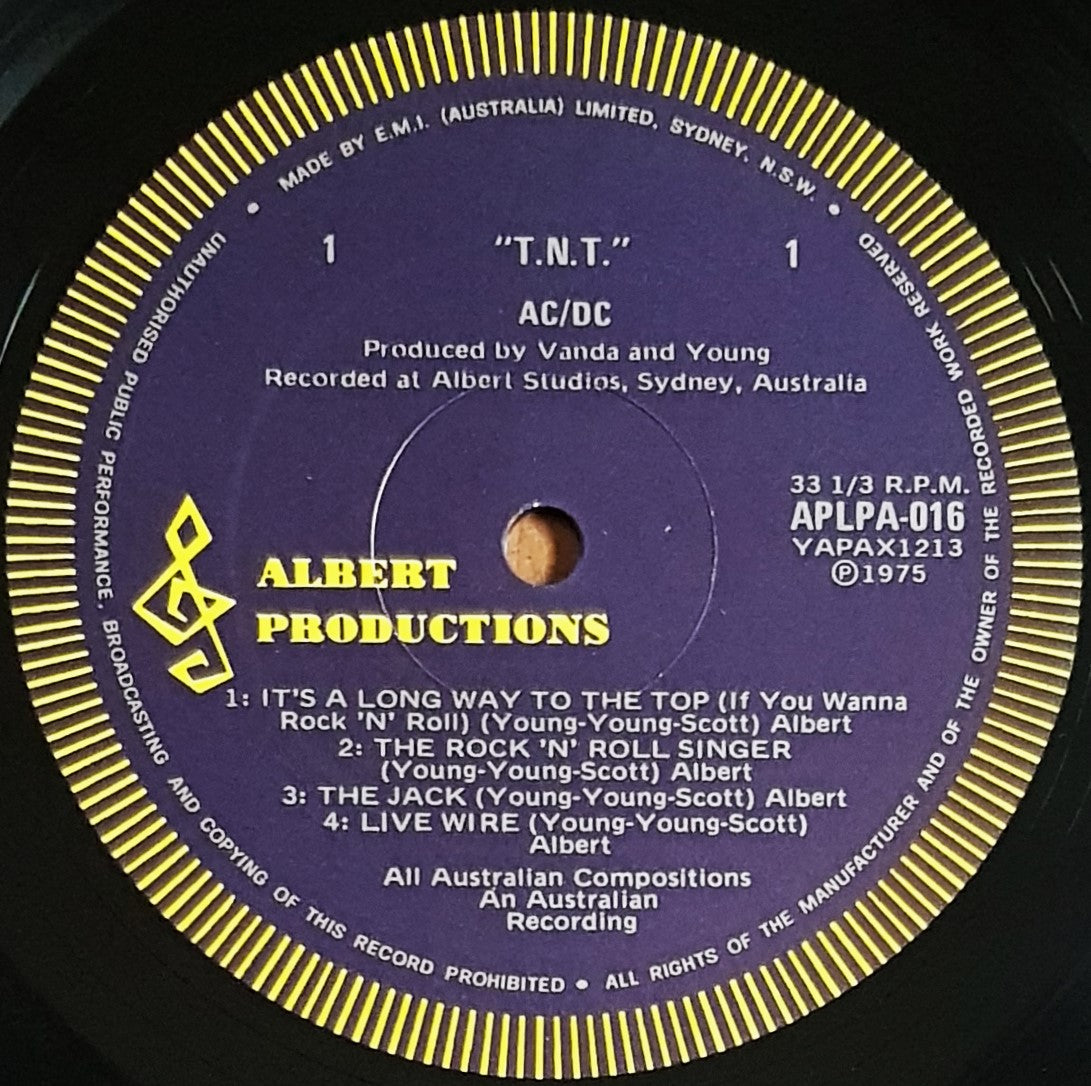 MADE BY E.M.I. (AUSTRALIA) LIMITED, SYDNEY, N.S.W. •
1 "T.N.T." 1
AC/DC
Produced by Vanda and Young
Recorded at Albert Studios, Sydney, Australia
33 1/3 R.P.M.
APLPA-016
YAPAX1213
Ⓟ1975
ALBERT
PRODUCTIONS
1: IT'S A LONG WAY TO THE TOP (If You Wanna
Rock 'N' Roll) (Young-Young-Scott) Albert
2: THE ROCK 'N' ROLL SINGER
(Young-Young-Scott) Albert
3: THE JACK (Young-Young-Scott) Albert
4: LIVE WIRE (Young-Young-Scott)
Albert
All Australian Compositions
An Australian
Recording
UNAUTHORISED PUBLIC PERFORMANCE, BROADCASTING AND COPYING OF THIS RECORD PROHIBITED • ALL RIGHTS OF THE MANUFACTURER AND OF THE OWNER OF THE RECORDED WORK RESERVED •